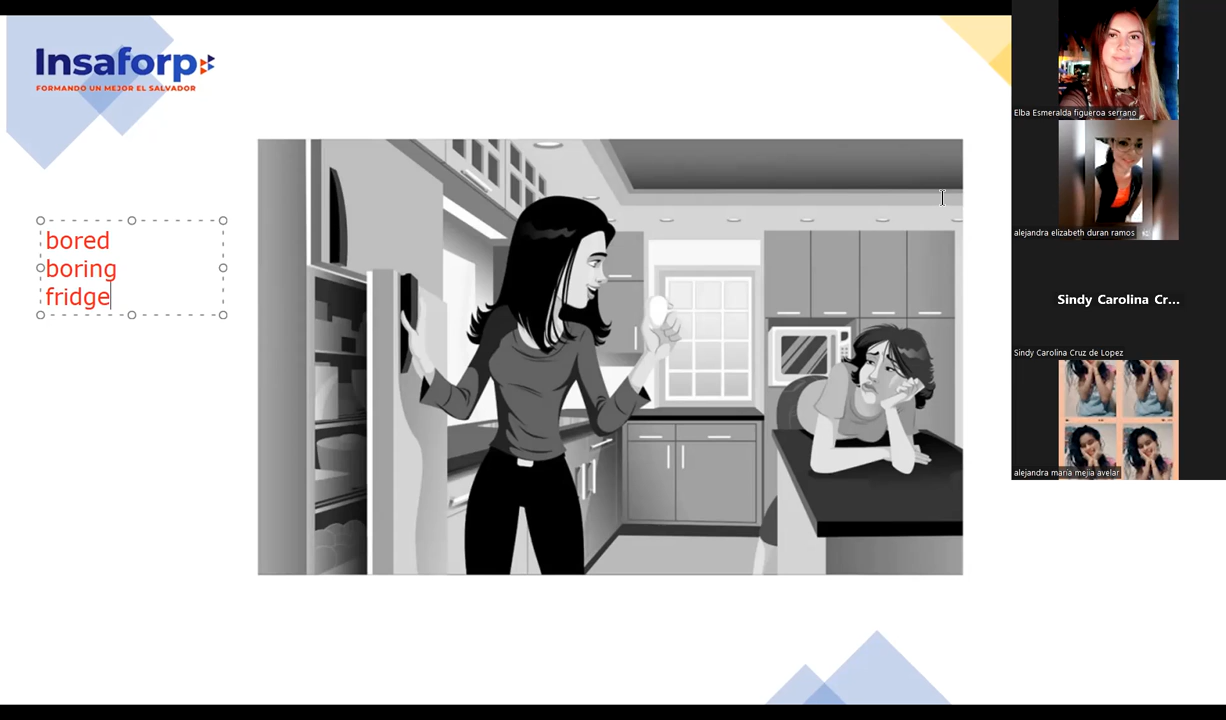 Insaforp
FORMANDO UN MEJOR EL SALVADOR
bored
boring
fridge
Elba Esmeralda figueroa serrano
alejandra elizabeth duran ramos
Sindy Carolina Cr...
Sindy Carolina Cruz de Lopez
alejandra maría mejia avelar